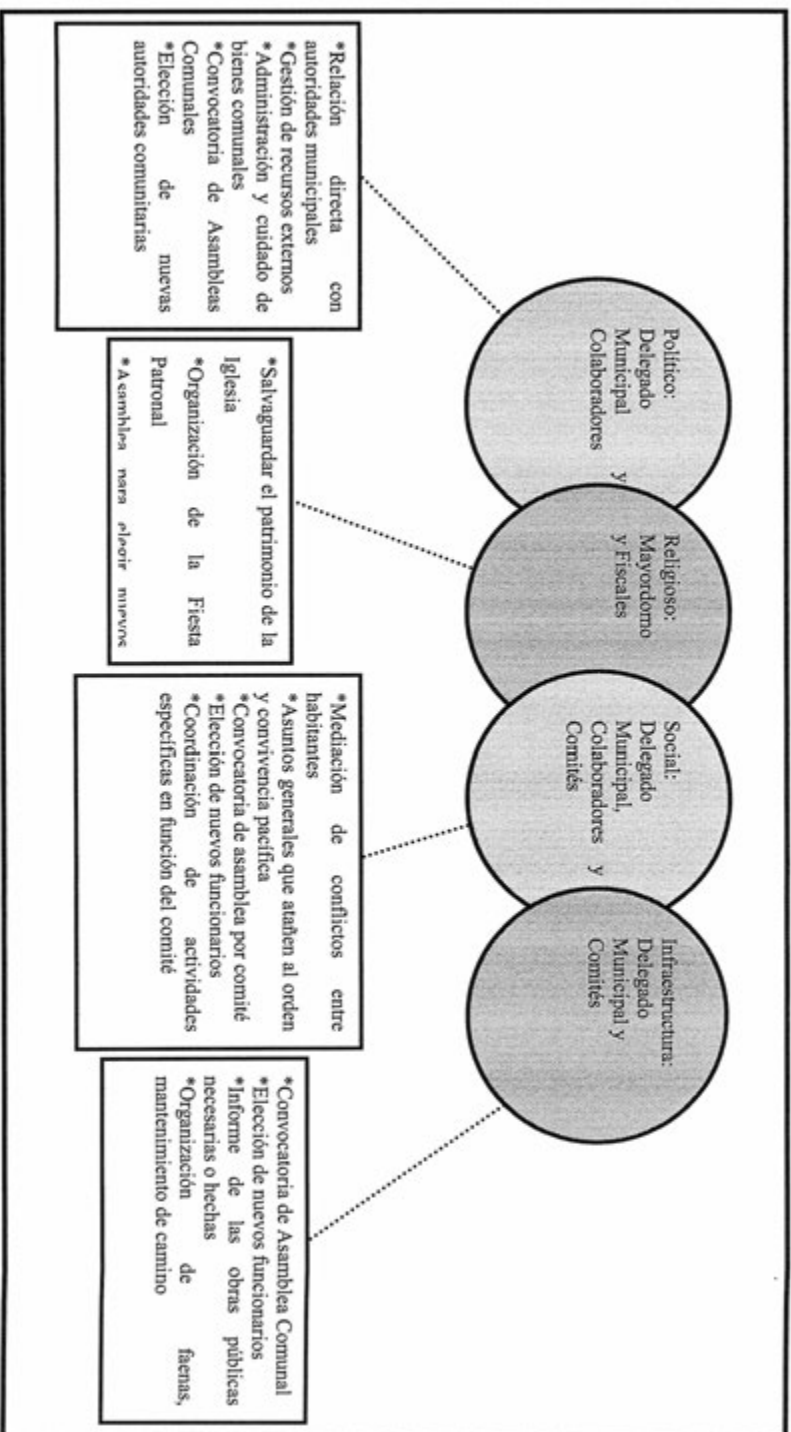 Político:
Delegado
Municipal y
Colaboradores
Religioso:
Mayordomo
y Fiscales
Social:
Delegado
Municipal,
Colaboradores y
Comités
Infraestructura:
Delegado
Municipal y
Comités
*Relación directa con
autoridades municipales
*Gestión de recursos externos
*Administración y cuidado de
bienes comunales
*Convocatoria de Asambleas
Comunales
*Elección de nuevas
autoridades comunitarias
*Salvaguardar el patrimonio de la
Iglesia
*Organización de la Fiesta
Patronal
*Asamblea para elegir nuevos
*Mediación de conflictos entre
habitantes
*Asuntos generales que atañen al orden
y convivencia pacífica
*Convocatoria de asamblea por comité
*Elección de nuevos funcionarios
*Coordinación de actividades
específicas en función del comité
*Convocatoria de Asamblea Comunal
*Elección de nuevos funcionarios
*Informe de las obras públicas
necesarias o hechas
*Organización de faenas,
mantenimiento de camino